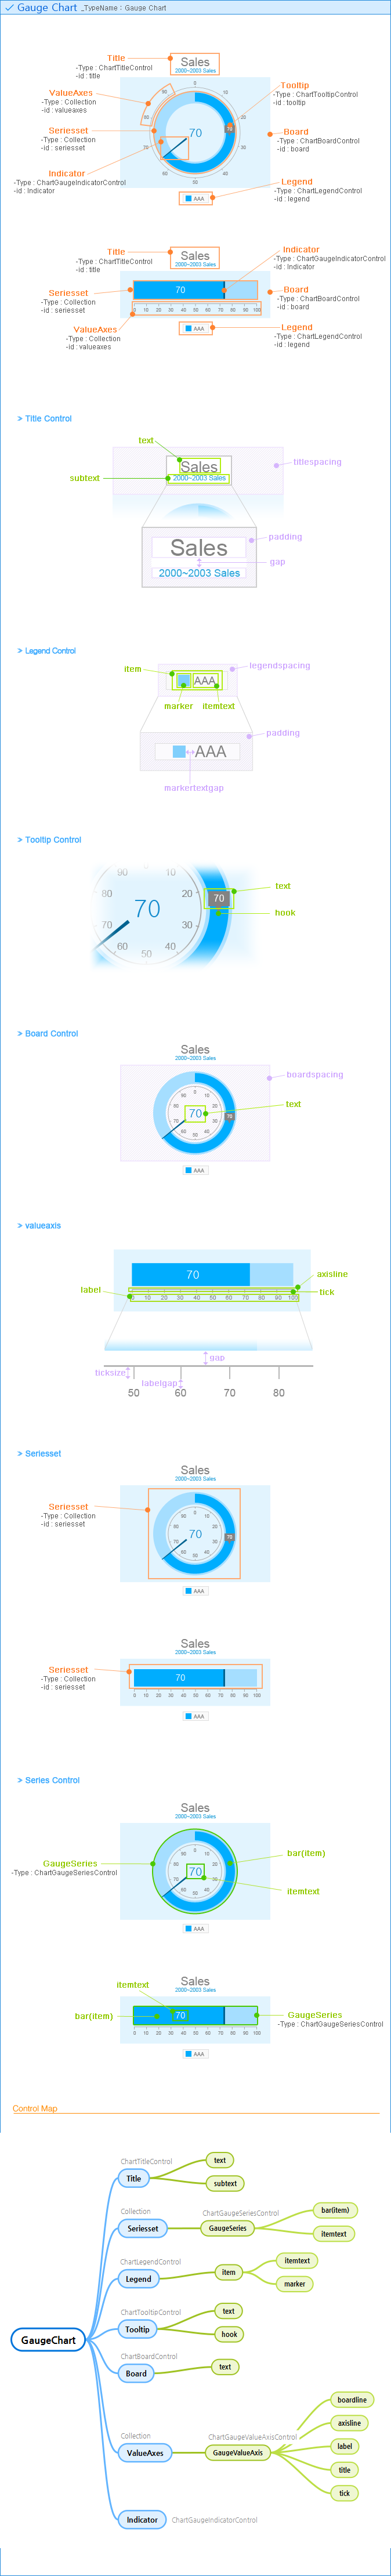 Gauge Chart _TypeName : Gauge Chart
Title
-Type : ChartTitleControl
-id : title
Sales
2000~2003 Sales
ValueAxes
-Type : Collection
-id : valueaxes
Tooltip
-Type : ChartTooltipControl
-id : tooltip
Seriesset
-Type : Collection
-id : seriesset
Board
-Type : ChartBoardControl
-id : board
Indicator
-Type : ChartGaugeIndicatorControl
-id : Indicator
Legend
-Type : ChartLegendControl
-id : legend
70
AAA
Title
-Type : ChartTitleControl
-id : title
Sales
2000~2003 Sales
Indicator
-Type : ChartGaugeIndicatorControl
-id : Indicator
Seriesset
-Type : Collection
-id : seriesset
70
Board
-Type : ChartBoardControl
-id : board
0 10 20 30 40 50 60 70 80 90 100
ValueAxes
-Type : Collection
-id : valueaxes
AAA
Legend
-Type : ChartLegendControl
-id : legend
> Title Control
text
subtext
Sales
2000~2003 Sales
titlespacing
Sales
2000~2003 Sales
padding
gap
> Legend Control
item
legendspacing
AAA
marker
itemtext
padding
AAA
markertextgap
> Tooltip Control
90 10
80 20
70 30
60 50 40
70
70
text
hook
> Board Control
Sales
2000~2003 Sales
boardspacing
text
70
AAA
> valueaxis
70
axisline
label
tick
0 10 20 30 40 50 60 70 80 90 100
gap
ticksize
labelgap
50 60 70 80
> Seriesset
Sales
2000~2003 Sales
Seriesset
-Type : Collection
-id : seriesset
70
AAA
Sales
2000~2003 Sales
Seriesset
-Type : Collection
-id : seriesset
70
0 10 20 30 40 50 60 70 80 90 100
AAA
> Series Control
Sales
2000~2003 Sales
GaugeSeries
-Type : ChartGaugeSeriesControl
bar(item)
itemtext
70
AAA
itemtext
Sales
2000~2003 Sales
bar(item)
70
GaugeSeries
-Type : ChartGaugeSeriesControl
0 10 20 30 40 50 60 70 80 90 100
AAA
Control Map
GaugeChart
ChartTitleControl
Title
text
subtext
Collection
Seriesset
ChartGaugeSeriesControl
GaugeSeries
bar(item)
itemtext
ChartLegendControl
Legend
item
itemtext
marker
ChartTooltipControl
Tooltip
text
hook
ChartBoardControl
Board
text
Collection
ValueAxes
ChartGaugeValueAxisControl
GaugeValueAxis
boardline
axisline
label
title
tick
Indicator
ChartGaugeIndicatorControl